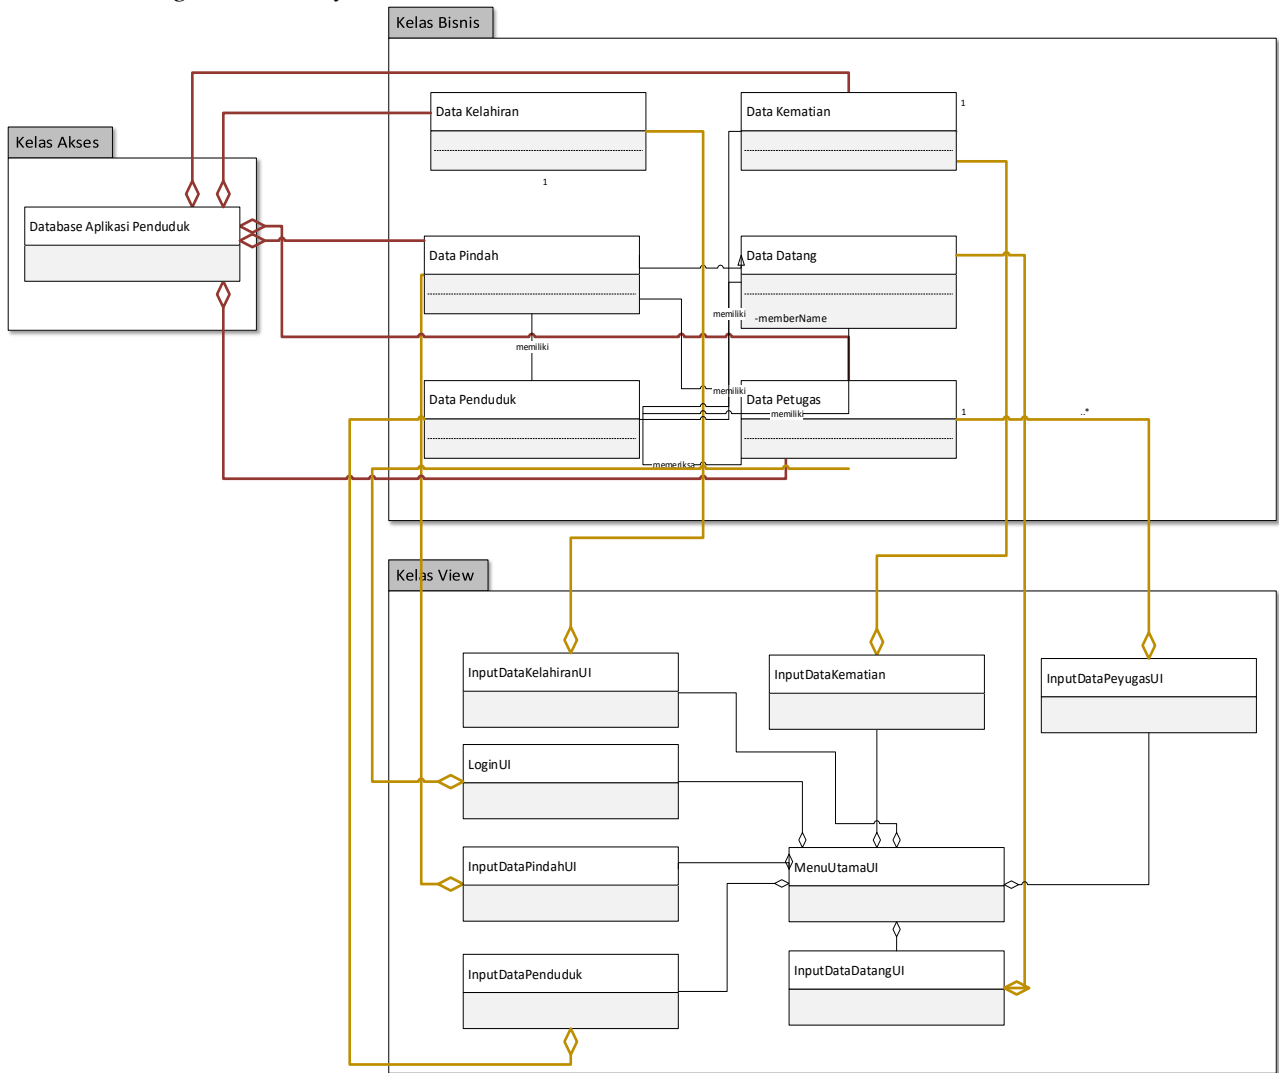 Kelas Bisnis
Data Kelahiran
1
Data Kematian
1
Kelas Akses
Database Aplikasi Penduduk
Data Pindah
Data Datang
-memberName
memiliki
memiliki
memiliki
Data Penduduk
Data Petugas
memiliki
1
..*
memeriksa
Kelas View
InputDataKelahiranUI
InputDataKematian
InputDataPeyugasUI
LoginUI
InputDataPindahUI
MenuUtamaUI
InputDataPenduduk
InputDataDatangUI